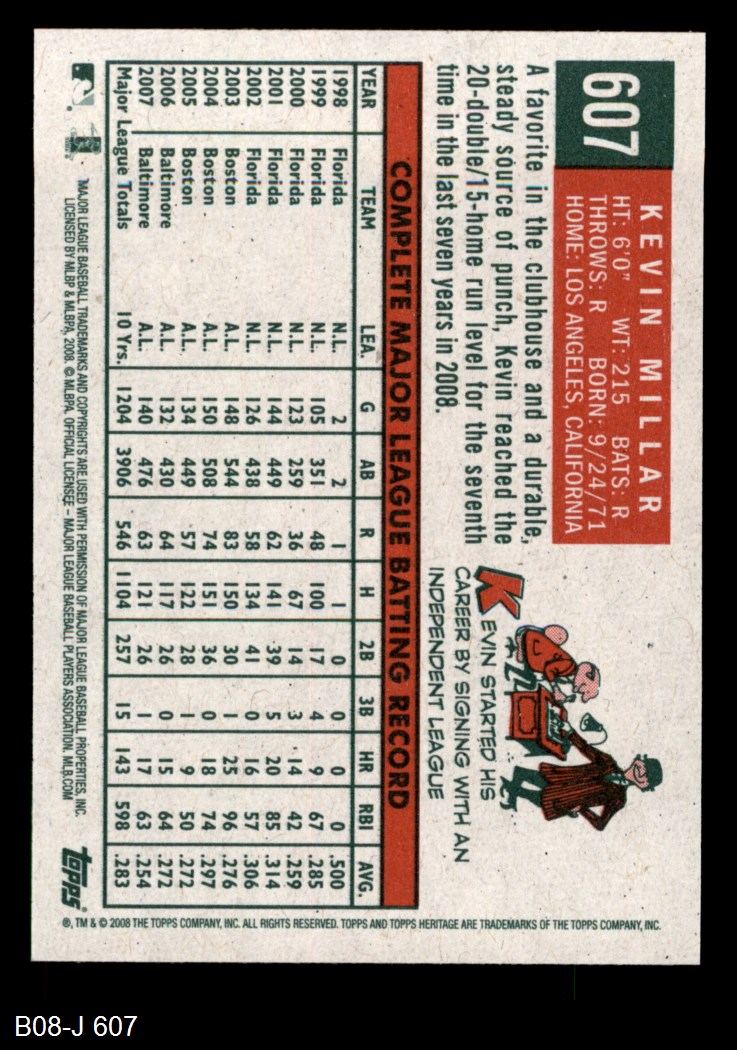 607
KEVIN MILLAR
HT: 6'0" WT: 215 BATS: R
THROWS: R BORN: 9/24/71
HOME: LOS ANGELES, CALIFORNIA
A favorite in the clubhouse and a durable,
steady source of punch, Kevin reached the
20-double/15-home run level for the seventh
time in the last seven years in 2008.
KEVIN STARTED HIS
CAREER BY SIGNING WITH AN
INDEPENDENT LEAGUE
COMPLETE MAJOR LEAGUE BATTING RECORD
YEAR TEAM LEA. G AB R H 2B 3B HR RBI AVG.
1998 Florida N.L. 2 2 1 1 0 0 0 0 .500
1999 Florida N.L. 105 351 48 100 17 4 9 67 .285
2000 Florida N.L. 123 259 36 67 14 3 14 42 .259
2001 Florida N.L. 144 449 62 141 39 5 20 85 .314
2002 Florida N.L. 126 438 58 134 41 0 16 57 .306
2003 Boston A.L. 148 544 83 150 30 1 25 96 .276
2004 Boston A.L. 150 508 74 151 36 0 18 74 .297
2005 Boston A.L. 134 449 57 122 28 1 9 50 .272
2006 Baltimore A.L. 132 430 64 117 26 0 15 64 .272
2007 Baltimore A.L. 140 476 63 121 26 1 17 63 .254
Major League Totals 10 Yrs. 1204 3906 546 1104 257 15 143 598 .283
MAJOR LEAGUE BASEBALL TRADEMARKS AND COPYRIGHTS ARE USED WITH PERMISSION OF MAJOR LEAGUE BASEBALL PROPERTIES, INC.
LICENSED BY MLBP & MLBPA, 2008. © MLBPA. OFFICIAL LICENSEE – MAJOR LEAGUE BASEBALL PLAYERS ASSOCIATION. MLB.COM
topps®
®, TM & © 2008 THE TOPPS COMPANY, INC. ALL RIGHTS RESERVED. TOPPS AND TOPPS HERITAGE ARE TRADEMARKS OF THE TOPPS COMPANY, INC.
B08-J 607